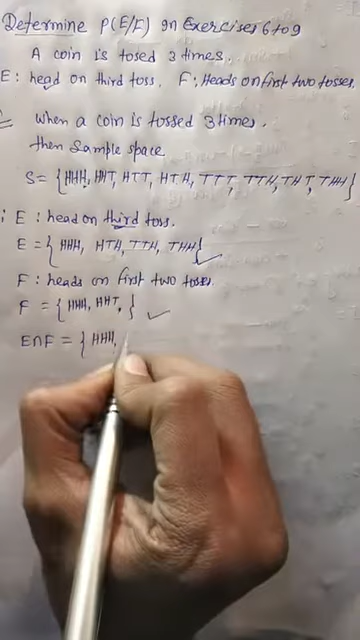 Determine P(E/F) in Exercises 6 to 9
A coin is tosed 3 times.
E: head on third toss. F: Heads on first two tosses.
when a coin is tossed 3 times.
then Sample space
S = {HHH, HHT, HTT, HTH, TTT, TTH, THT, THH}
E: head on third toss.
E = {HHH, HTH, TTH, THH}
F: heads on first two tosses.
F = {HHH, HHT, }
E∩F = {HHH,